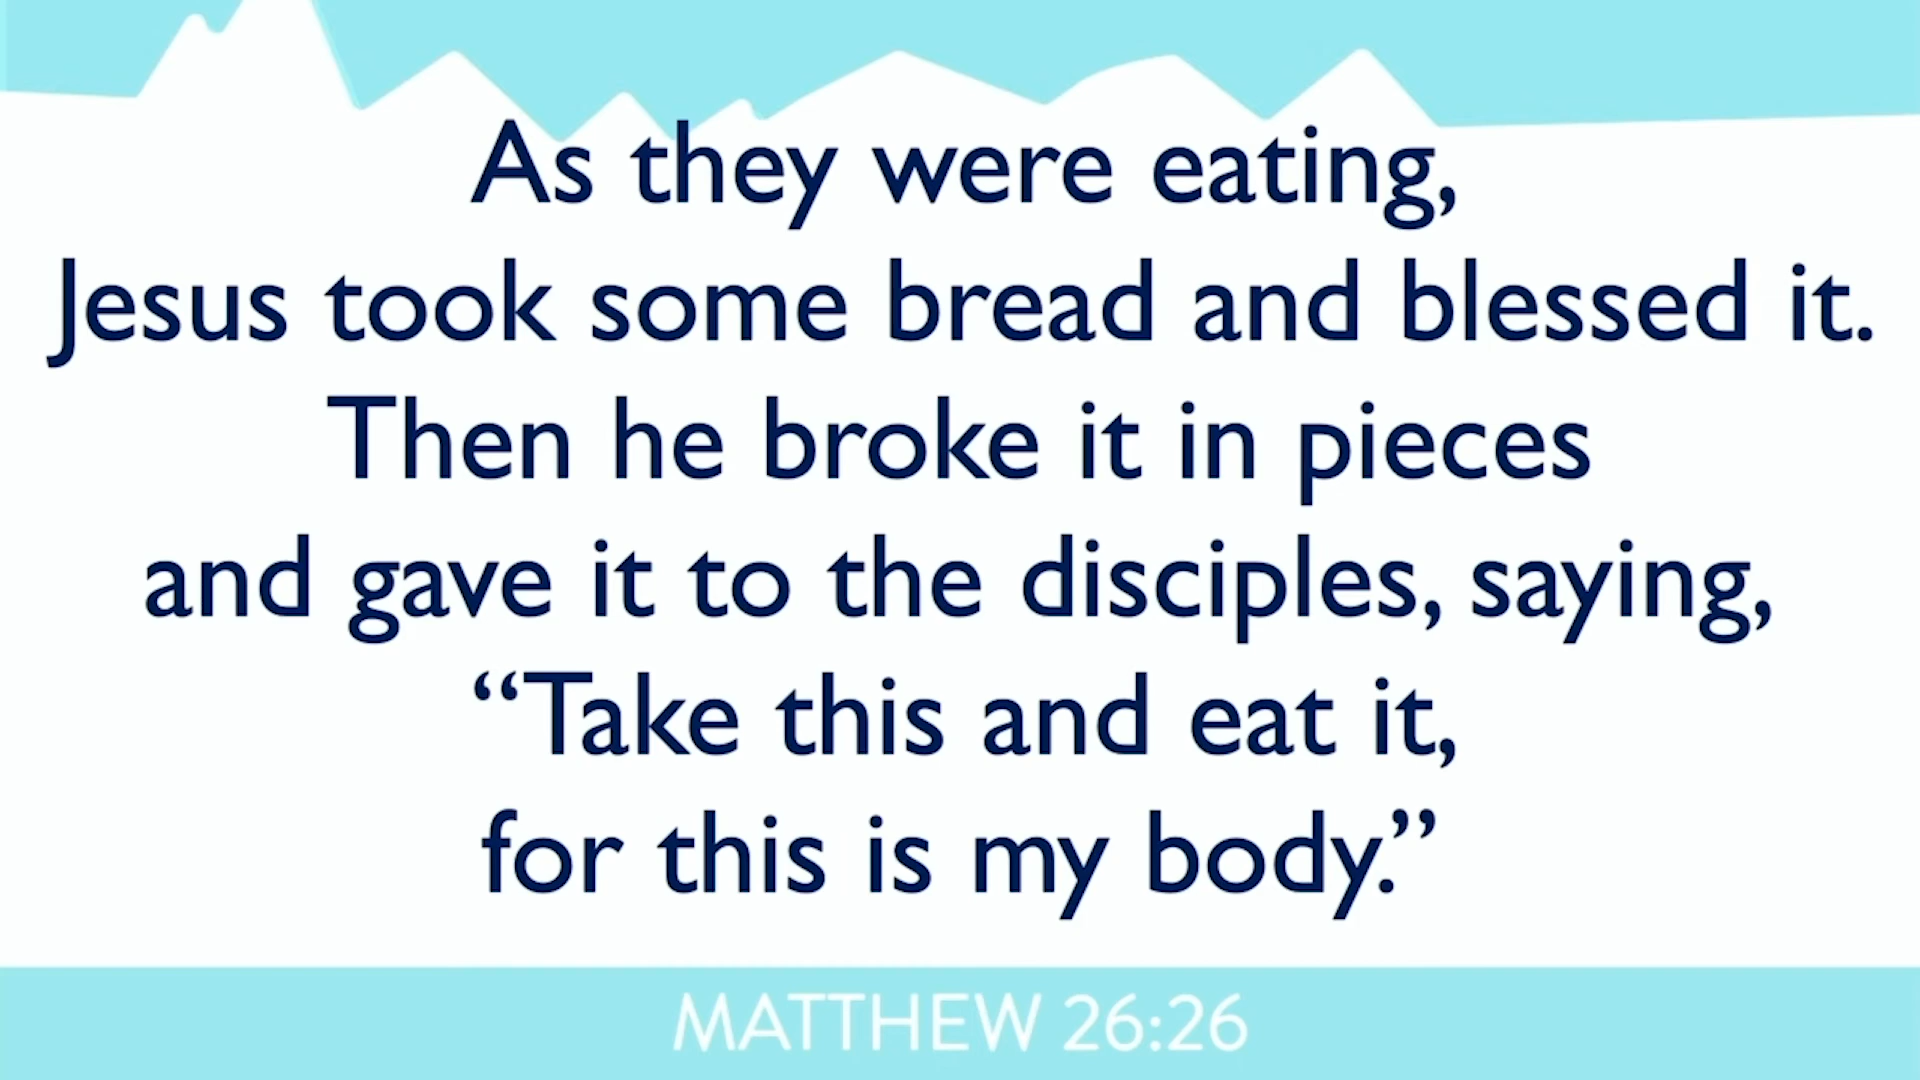 As they were eating,
Jesus took some bread and blessed it.
Then he broke it in pieces
and gave it to the disciples, saying,
“Take this and eat it,
for this is my body.”
MATTHEW 26:26